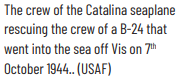 The crew of the Catalina seaplane
rescuing the crew of a B-24 that
went into the sea off Vis on 7th
October 1944.. (USAF)